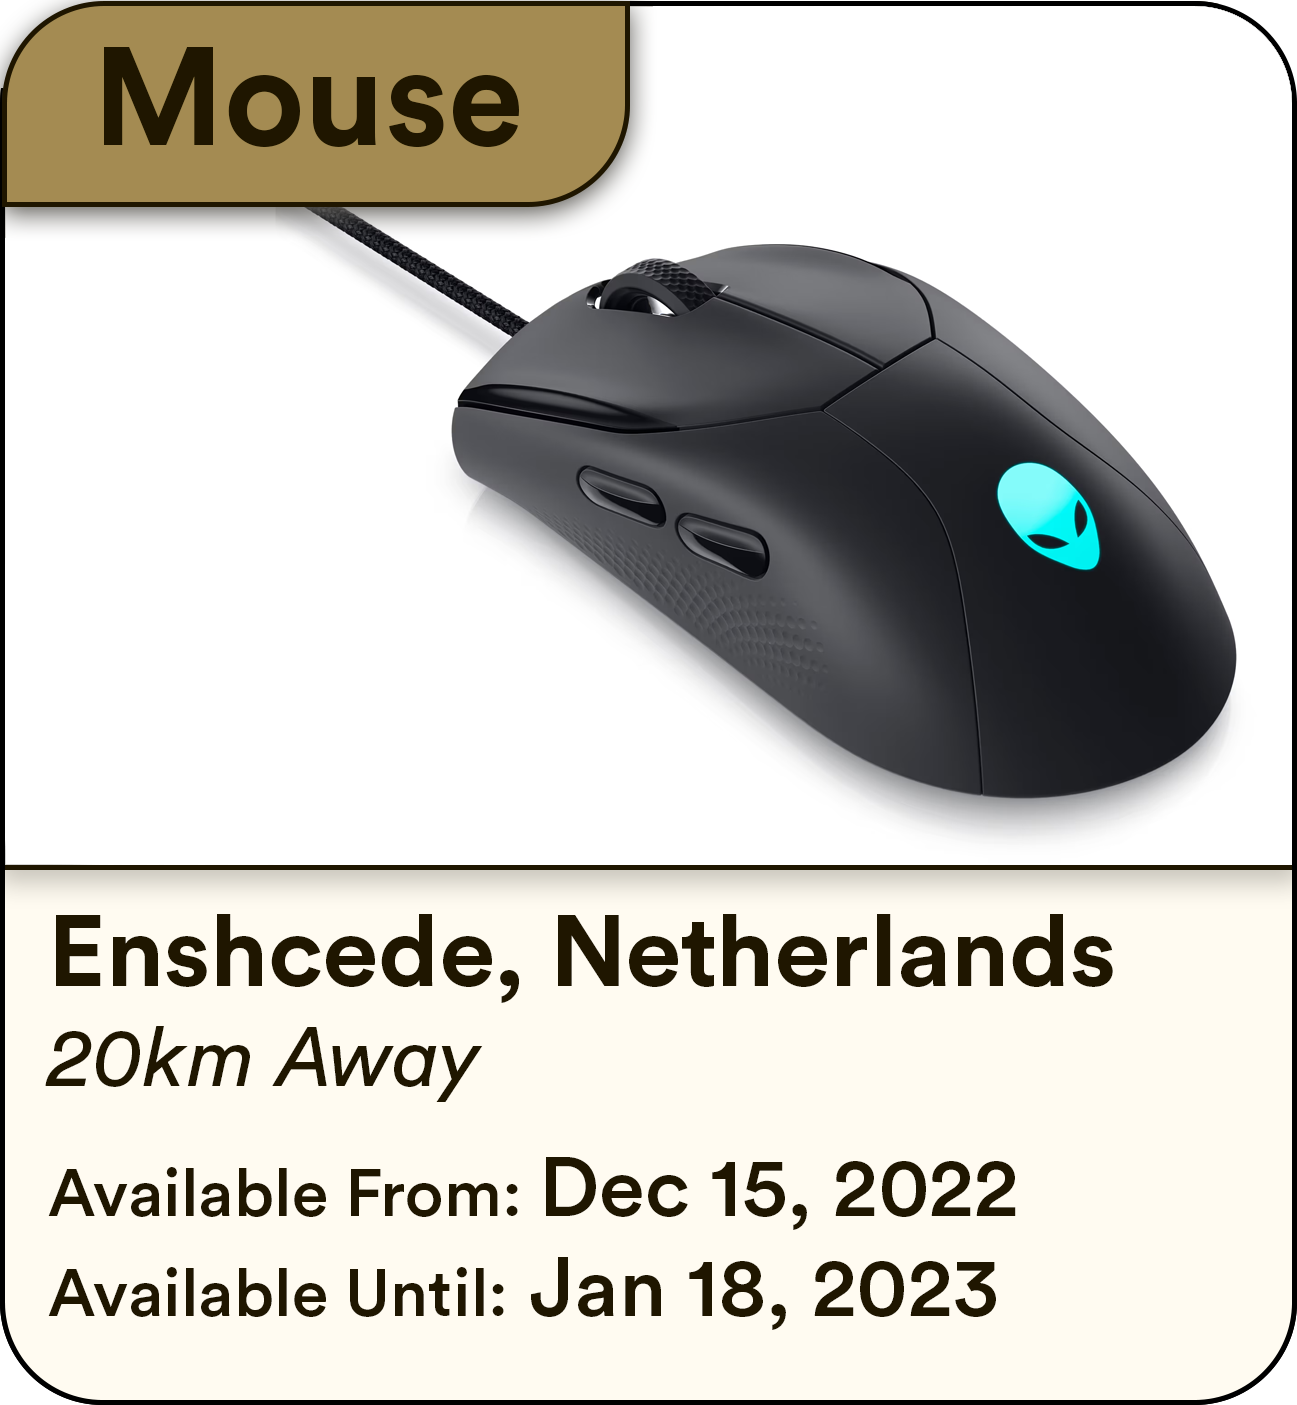 Mouse
Enshcede, Netherlands
20km Away
Available From: Dec 15, 2022
Available Until: Jan 18, 2023